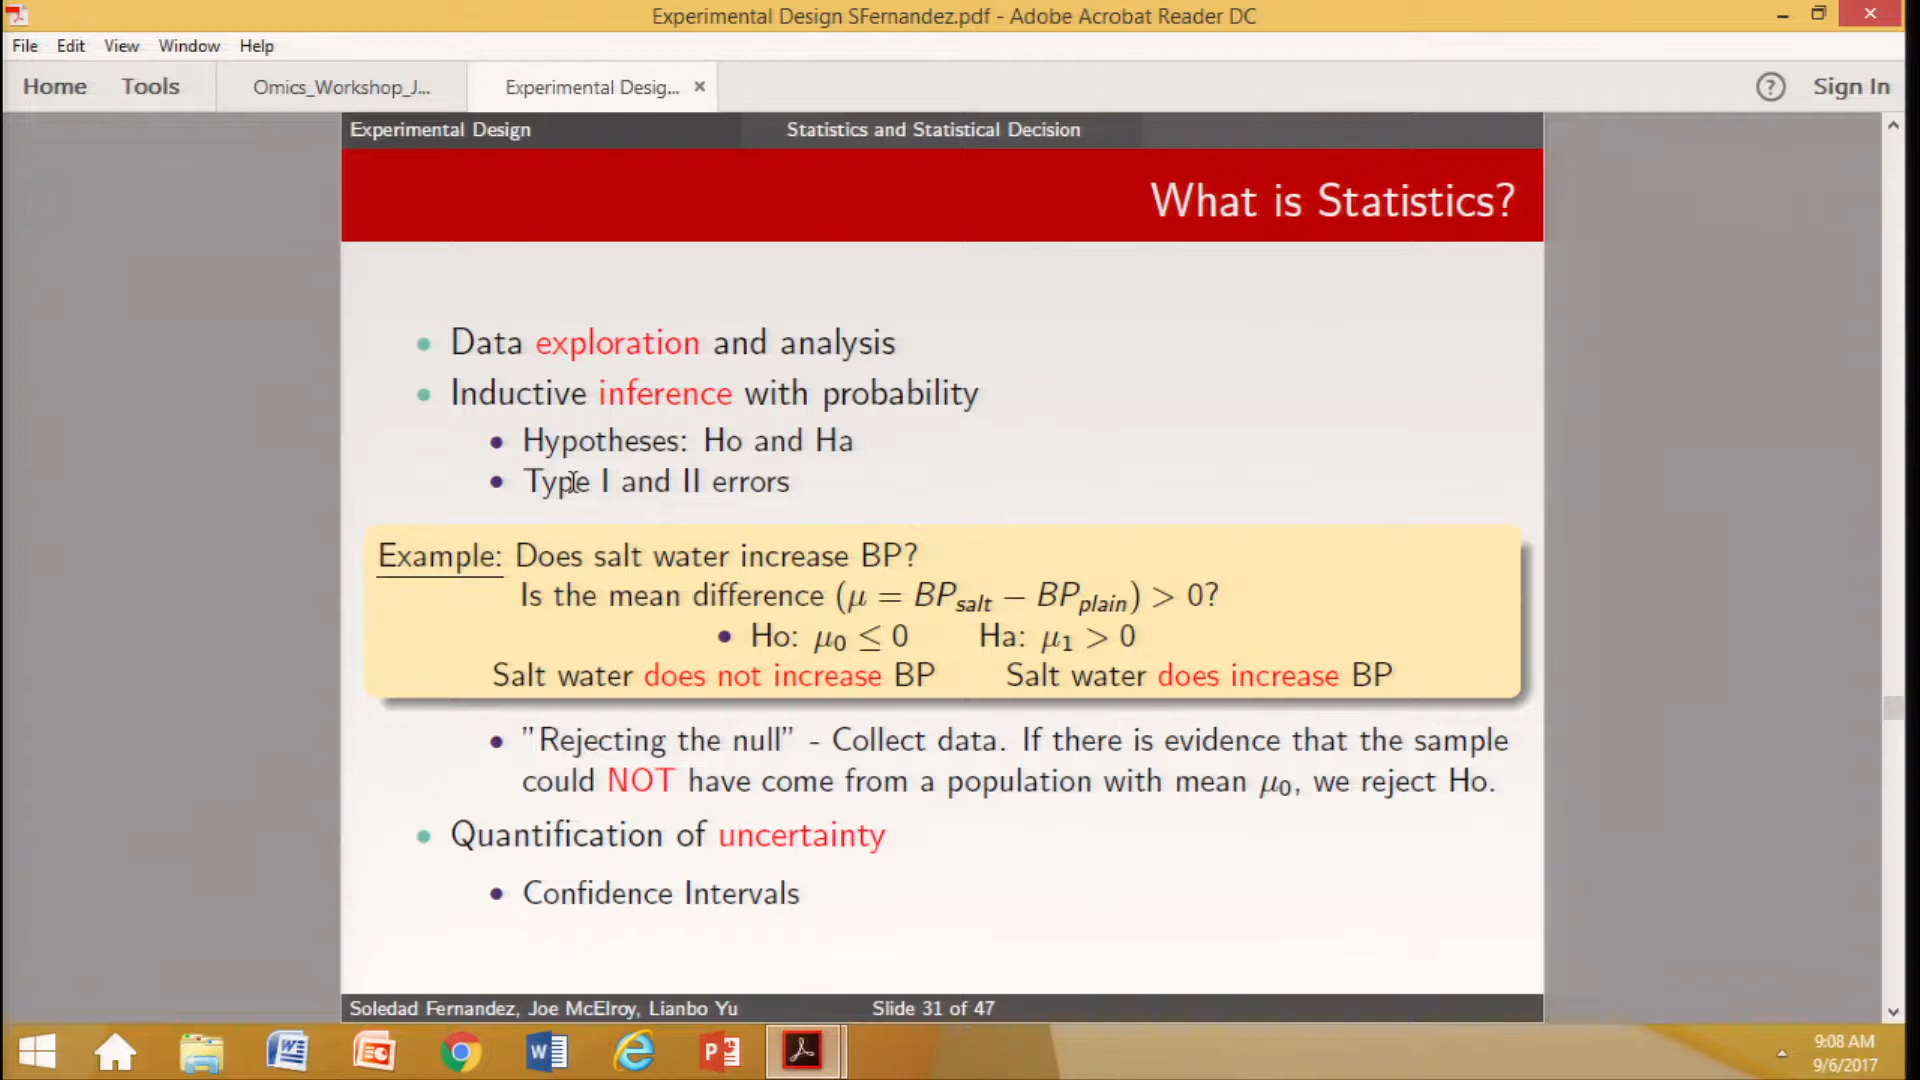 Experimental Design SFernandez.pdf - Adobe Acrobat Reader DC
File Edit View Window Help
Home Tools Omics_Workshop_J... Experimental Desig... × ? Sign In
Experimental Design Statistics and Statistical Decision
What is Statistics?
• Data exploration and analysis
• Inductive inference with probability
• Hypotheses: Ho and Ha
• Type I and II errors
Example: Does salt water increase BP?
Is the mean difference (μ = BPsalt − BPplain) > 0?
• Ho: μ₀ ≤ 0 Ha: μ₁ > 0
Salt water does not increase BP Salt water does increase BP
• ”Rejecting the null” - Collect data. If there is evidence that the sample
could NOT have come from a population with mean μ₀, we reject Ho.
• Quantification of uncertainty
• Confidence Intervals
Soledad Fernandez, Joe McElroy, Lianbo Yu Slide 31 of 47
9:08 AM
9/6/2017